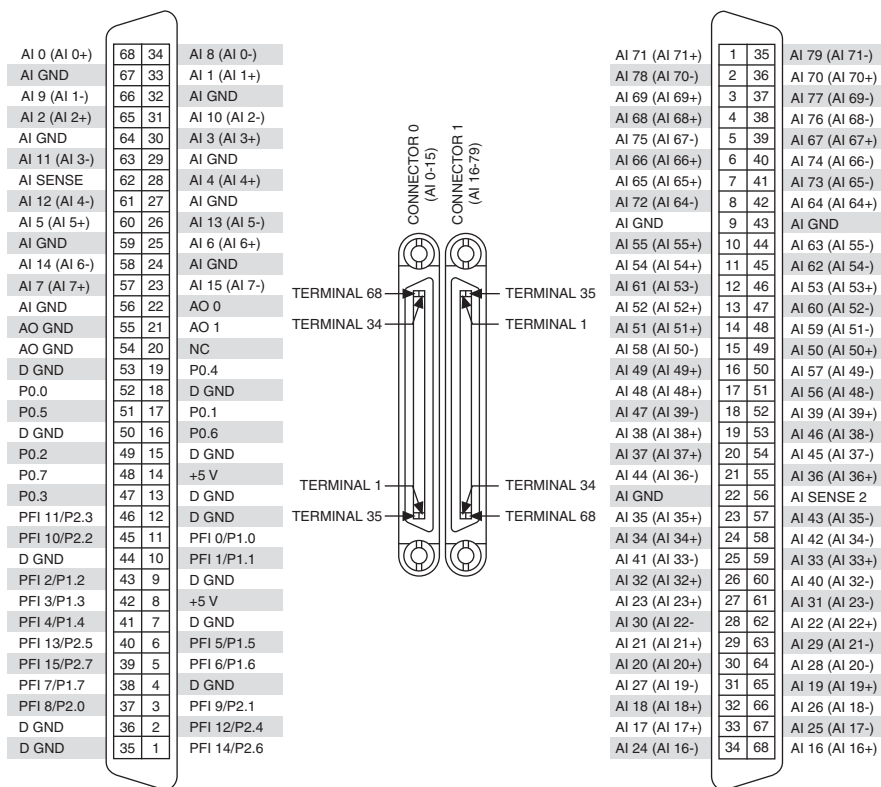 AI 0 (AI 0+) 68 34 AI 8 (AI 0-)
AI GND 67 33 AI 1 (AI 1+)
AI 9 (AI 1-) 66 32 AI GND
AI 2 (AI 2+) 65 31 AI 10 (AI 2-)
AI GND 64 30 AI 3 (AI 3+)
AI 11 (AI 3-) 63 29 AI GND
AI SENSE 62 28 AI 4 (AI 4+)
AI 12 (AI 4-) 61 27 AI GND
AI 5 (AI 5+) 60 26 AI 13 (AI 5-)
AI GND 59 25 AI 6 (AI 6+)
AI 14 (AI 6-) 58 24 AI GND
AI 7 (AI 7+) 57 23 AI 15 (AI 7-)
AI GND 56 22 AO 0
AO GND 55 21 AO 1
AO GND 54 20 NC
D GND 53 19 P0.4
P0.0 52 18 D GND
P0.5 51 17 P0.1
D GND 50 16 P0.6
P0.2 49 15 D GND
P0.7 48 14 +5 V
P0.3 47 13 D GND
PFI 11/P2.3 46 12 D GND
PFI 10/P2.2 45 11 PFI 0/P1.0
D GND 44 10 PFI 1/P1.1
PFI 2/P1.2 43 9 D GND
PFI 3/P1.3 42 8 +5 V
PFI 4/P1.4 41 7 D GND
PFI 13/P2.5 40 6 PFI 5/P1.5
PFI 15/P2.7 39 5 PFI 6/P1.6
PFI 7/P1.7 38 4 D GND
PFI 8/P2.0 37 3 PFI 9/P2.1
D GND 36 2 PFI 12/P2.4
D GND 35 1 PFI 14/P2.6
CONNECTOR 0
(AI 0-15)
CONNECTOR 1
(AI 16-79)
TERMINAL 68
TERMINAL 34
TERMINAL 35
TERMINAL 1
TERMINAL 1
TERMINAL 35
TERMINAL 34
TERMINAL 68
AI 71 (AI 71+) 1 35 AI 79 (AI 71-)
AI 78 (AI 70-) 2 36 AI 70 (AI 70+)
AI 69 (AI 69+) 3 37 AI 77 (AI 69-)
AI 68 (AI 68+) 4 38 AI 76 (AI 68-)
AI 75 (AI 67-) 5 39 AI 67 (AI 67+)
AI 66 (AI 66+) 6 40 AI 74 (AI 66-)
AI 65 (AI 65+) 7 41 AI 73 (AI 65-)
AI 72 (AI 64-) 8 42 AI 64 (AI 64+)
AI GND 9 43 AI GND
AI 55 (AI 55+) 10 44 AI 63 (AI 55-)
AI 54 (AI 54+) 11 45 AI 62 (AI 54-)
AI 61 (AI 53-) 12 46 AI 53 (AI 53+)
AI 52 (AI 52+) 13 47 AI 60 (AI 52-)
AI 51 (AI 51+) 14 48 AI 59 (AI 51-)
AI 58 (AI 50-) 15 49 AI 50 (AI 50+)
AI 49 (AI 49+) 16 50 AI 57 (AI 49-)
AI 48 (AI 48+) 17 51 AI 56 (AI 48-)
AI 47 (AI 39-) 18 52 AI 39 (AI 39+)
AI 38 (AI 38+) 19 53 AI 46 (AI 38-)
AI 37 (AI 37+) 20 54 AI 45 (AI 37-)
AI 44 (AI 36-) 21 55 AI 36 (AI 36+)
AI GND 22 56 AI SENSE 2
AI 35 (AI 35+) 23 57 AI 43 (AI 35-)
AI 34 (AI 34+) 24 58 AI 42 (AI 34-)
AI 41 (AI 33-) 25 59 AI 33 (AI 33+)
AI 32 (AI 32+) 26 60 AI 40 (AI 32-)
AI 23 (AI 23+) 27 61 AI 31 (AI 23-)
AI 30 (AI 22- 28 62 AI 22 (AI 22+)
AI 21 (AI 21+) 29 63 AI 29 (AI 21-)
AI 20 (AI 20+) 30 64 AI 28 (AI 20-)
AI 27 (AI 19-) 31 65 AI 19 (AI 19+)
AI 18 (AI 18+) 32 66 AI 26 (AI 18-)
AI 17 (AI 17+) 33 67 AI 25 (AI 17-)
AI 24 (AI 16-) 34 68 AI 16 (AI 16+)